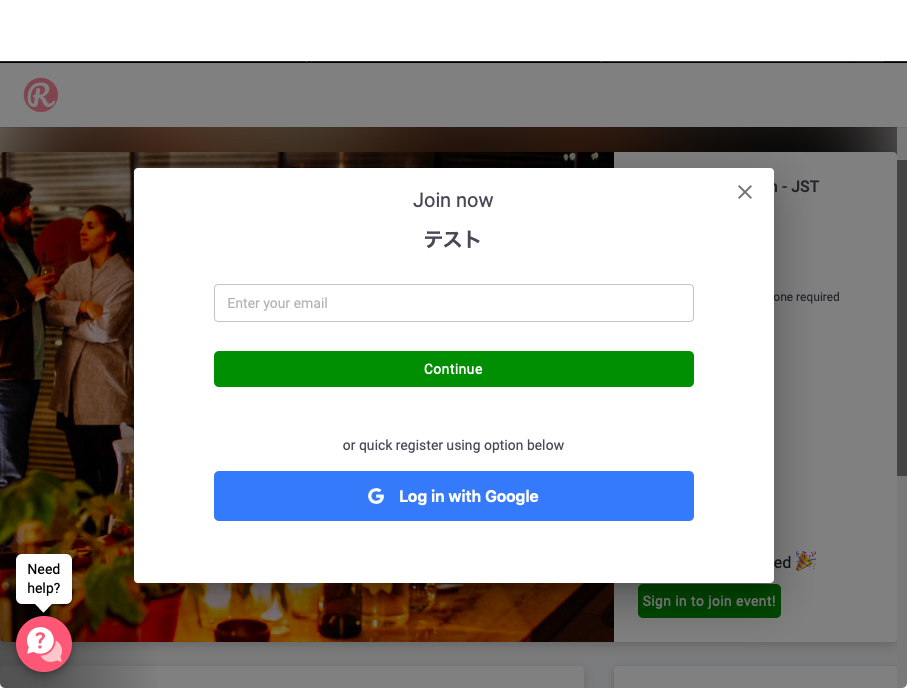 - JST
Join now
テスト
Enter your email
one required
Continue
or quick register using option below
G Log in with Google
Need
help?
?
Sign in to join event!